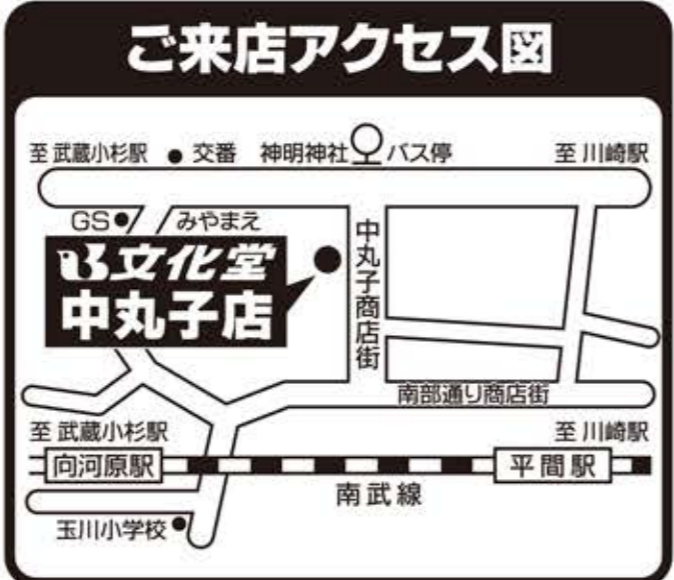 ご来店アクセス図
至 武蔵小杉駅
交番
神明神社
バス停
至 川崎駅
GS
みやまえ
文化堂
中丸子店
中丸子商店街
南部通り商店街
至 武蔵小杉駅
至 川崎駅
向河原駅
平間駅
南武線
玉川小学校